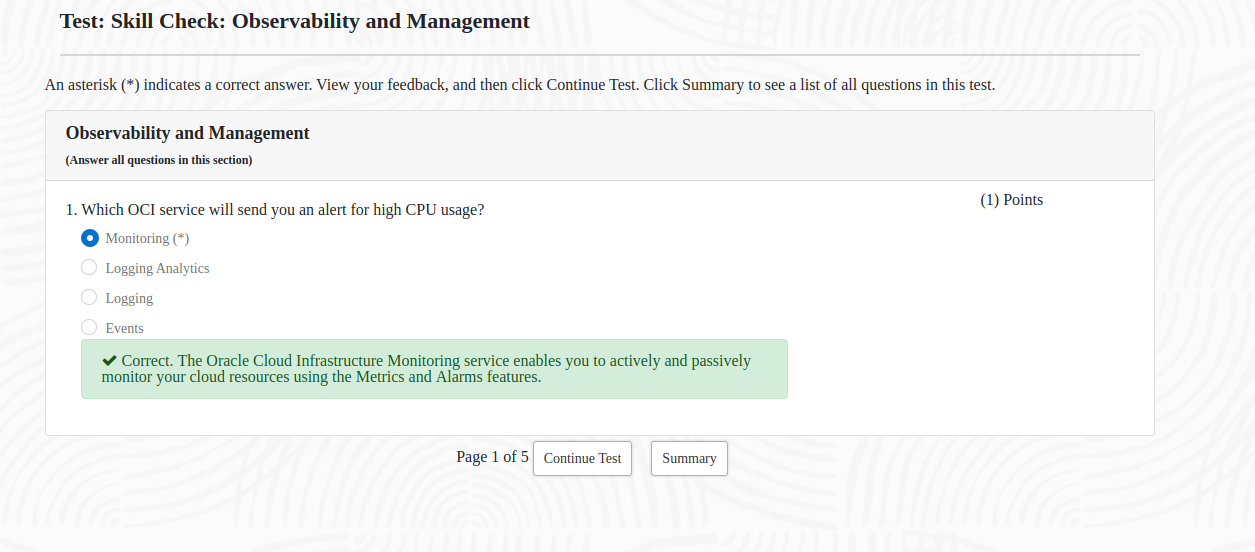 Test: Skill Check: Observability and Management
An asterisk (*) indicates a correct answer. View your feedback, and then click Continue Test. Click Summary to see a list of all questions in this test.
Observability and Management
(Answer all questions in this section)
1. Which OCI service will send you an alert for high CPU usage?
(1) Points
Monitoring (*)
Logging Analytics
Logging
Events
Correct. The Oracle Cloud Infrastructure Monitoring service enables you to actively and passively
monitor your cloud resources using the Metrics and Alarms features.
Page 1 of 5 Continue Test Summary